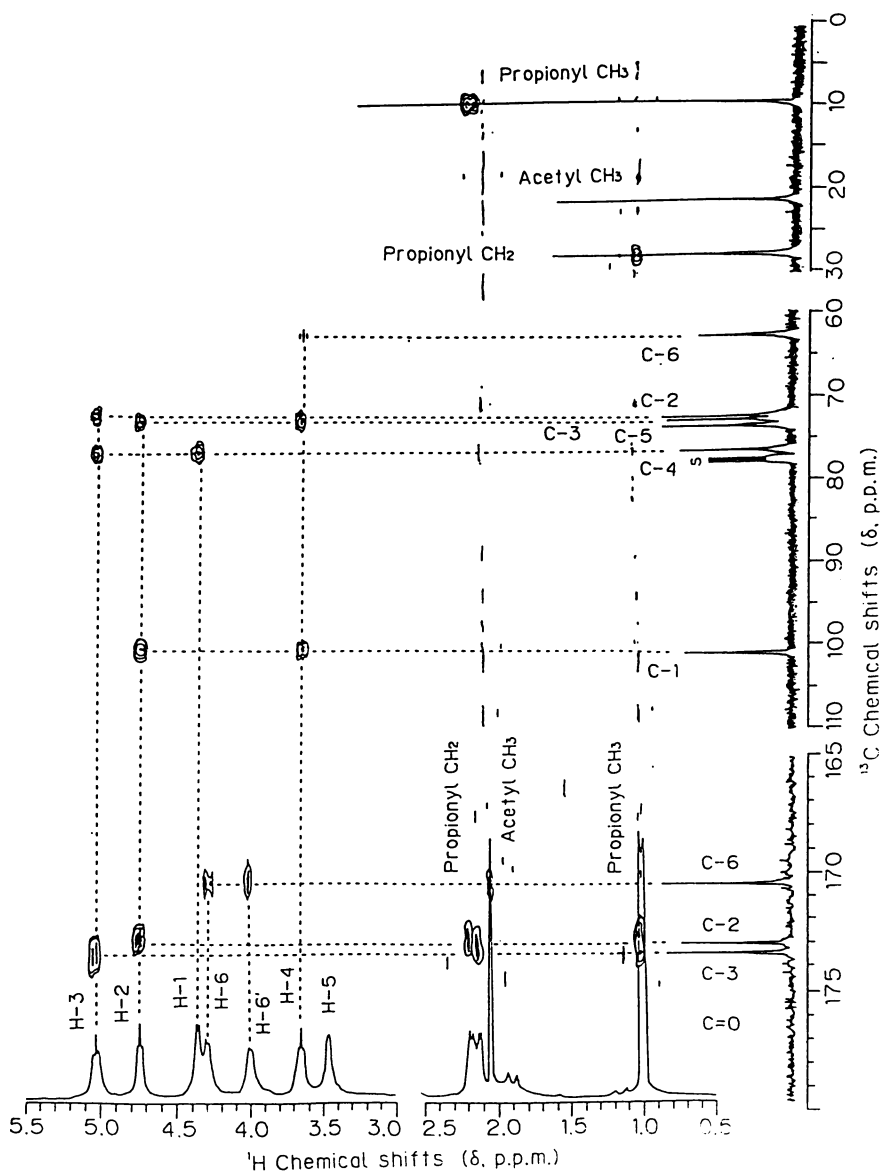 0
Propionyl CH3
10
Acetyl CH3
20
Propionyl CH2
30
60
C-6
70
C-2
C-3
C-5
C-4
S
80
90
100
C-1
110
¹³C Chemical shifts (δ, p.p.m.)
165
Propionyl CH2
Acetyl CH3
Propionyl CH3
C-6
170
C-2
C-3
175
C=O
H-3
H-2
H-1
H-6
H-6'
H-4
H-5
5.5
5.0
4.5
4.0
3.5
3.0
2.5
2.0
1.5
1.0
0.5
¹H Chemical shifts (δ, p.p.m.)